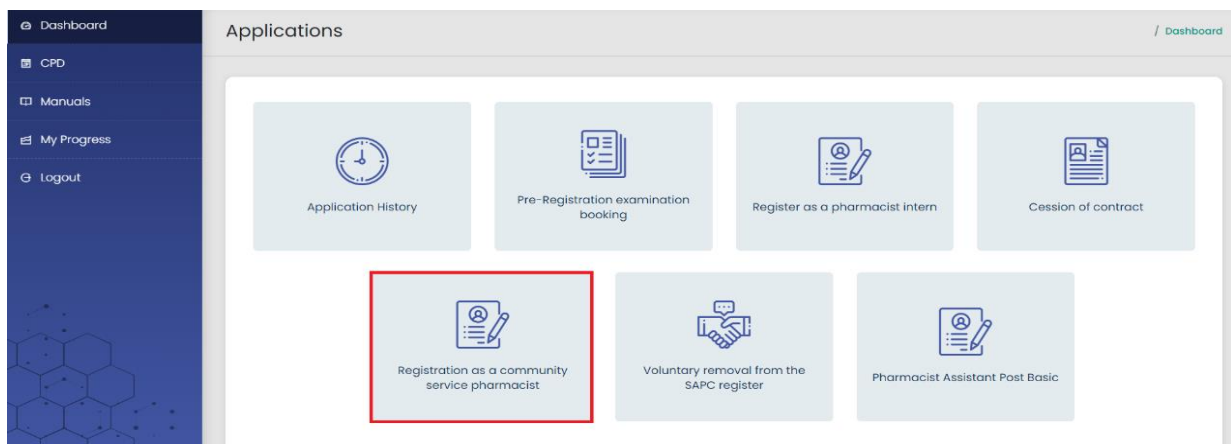 Dashboard
CPD
Manuals
My Progress
Logout
Applications
/ Dashboard
Application History
Pre-Registration examination
booking
Register as a pharmacist intern
Cession of contract
Registration as a community
service pharmacist
Voluntary removal from the
SAPC register
Pharmacist Assistant Post Basic